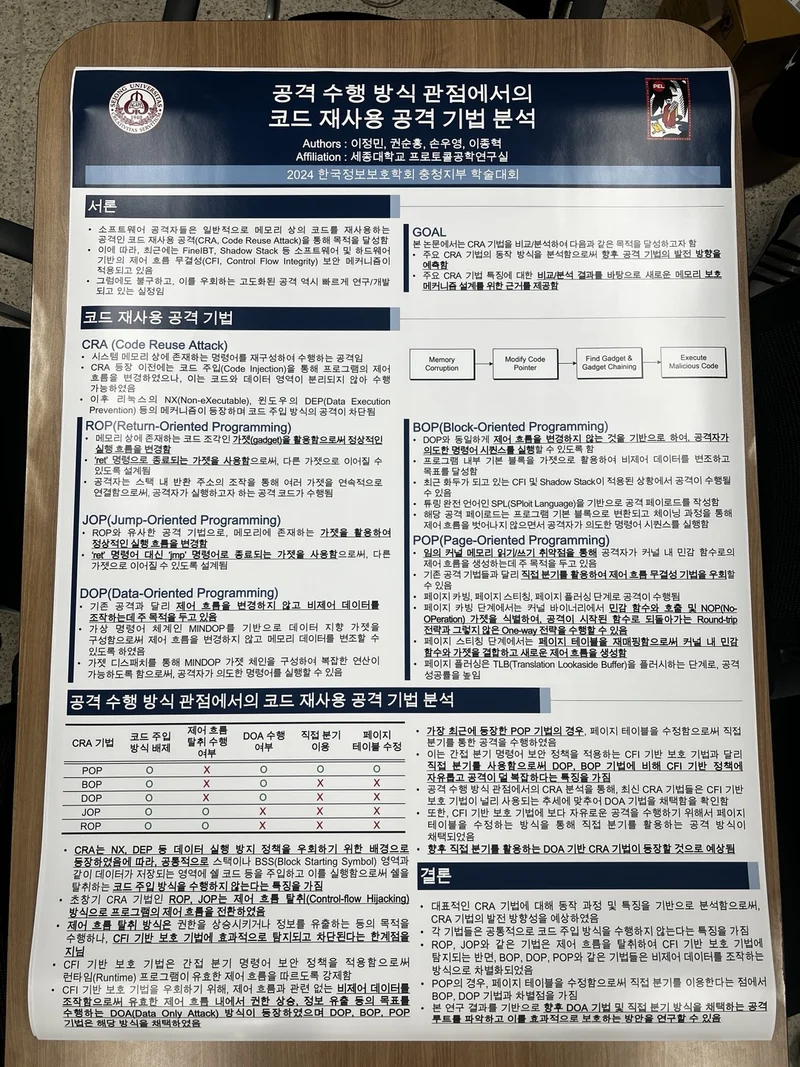 SEJONG UNIVERSITAS
1940
CREATIVITAS SERVITIUM
PEL
공격 수행 방식 관점에서의
코드 재사용 공격 기법 분석
Authors : 이정민, 권순홍, 손우영, 이종혁
Affiliation : 세종대학교 프로토콜공학연구실
2024 한국정보보호학회 충청지부 학술대회
서론
• 소프트웨어 공격자들은 일반적으로 메모리 상의 코드를 재사용하는
공격인 코드 재사용 공격(CRA, Code Reuse Attack)을 통해 목적을 달성함
• 이에 따라, 최근에는 FineIBT, Shadow Stack 등 소프트웨어 및 하드웨어
기반의 제어 흐름 무결성(CFI, Control Flow Integrity) 보안 메커니즘이
적용되고 있음
• 그럼에도 불구하고, 이를 우회하는 고도화된 공격 역시 빠르게 연구/개발
되고 있는 실정임
GOAL
본 논문에서는 CRA 기법을 비교/분석하여 다음과 같은 목적을 달성하고자 함
• 주요 CRA 기법의 동작 방식을 분석함으로써 향후 공격 기법의 발전 방향을
예측함
• 주요 CRA 기법 특징에 대한 비교/분석 결과를 바탕으로 새로운 메모리 보호
메커니즘 설계를 위한 근거를 제공함
코드 재사용 공격 기법
CRA (Code Reuse Attack)
• 시스템 메모리 상에 존재하는 명령어를 재구성하여 수행하는 공격임
• CRA 등장 이전에는 코드 주입(Code Injection)을 통해 프로그램의 제어
흐름을 변경하였으나, 이는 코드와 데이터 영역이 분리되지 않아 수행
가능하였음
• 이후 리눅스의 NX(Non-eXecutable), 윈도우의 DEP(Data Execution
Prevention) 등의 메커니즘이 등장하며 코드 주입 방식의 공격이 차단됨
Memory
Corruption
Modify Code
Pointer
Find Gadget &
Gadget Chaining
Execute
Malicious Code
ROP(Return-Oriented Programming)
• 메모리 상에 존재하는 코드 조각인 가젯(gadget)을 활용함으로써 정상적인
실행 흐름을 변경함
• 'ret' 명령으로 종료되는 가젯을 사용함으로써, 다른 가젯으로 이어질 수
있도록 설계됨
• 공격자는 스택 내 반환 주소의 조작을 통해 여러 가젯을 연속적으로
연결함으로써, 공격자가 실행하고자 하는 공격 코드가 수행됨
JOP(Jump-Oriented Programming)
• ROP와 유사한 공격 기법으로, 메모리에 존재하는 가젯을 활용하여
정상적인 실행 흐름을 변경함
• 'ret' 명령어 대신 'jmp' 명령어로 종료되는 가젯을 사용함으로써, 다른
가젯으로 이어질 수 있도록 설계됨
DOP(Data-Oriented Programming)
• 기존 공격과 달리 제어 흐름을 변경하지 않고 비제어 데이터를
조작하는데 주 목적을 두고 있음
• 가상 명령어 체계인 MINDOP를 기반으로 데이터 지향 가젯을
구성함으로써 제어 흐름을 변경하지 않고 메모리 데이터를 변조할 수
있도록 하였음
• 가젯 디스패처를 통해 MINDOP 가젯 체인을 구성하여 복잡한 연산이
가능하도록 함으로써, 공격자가 의도한 명령어를 실행할 수 있음
BOP(Block-Oriented Programming)
• DOP와 동일하게 제어 흐름을 변경하지 않는 것을 기반으로 하여, 공격자가
의도한 명령어 시퀀스를 실행할 수 있도록 함
• 프로그램 내부 기본 블록을 가젯으로 활용하여 비제어 데이터를 변조하고
목표를 달성함
• 최근 화두가 되고 있는 CFI 및 Shadow Stack이 적용된 상황에서 공격이 수행될
수 있음
• 튜링 완전 언어인 SPL(SPloit Language)을 기반으로 공격 페이로드를 작성함
• 해당 공격 페이로드는 프로그램 기본 블록으로 변환되고 체이닝 과정을 통해
제어 흐름을 벗어나지 않으면서 공격자가 의도한 명령어 시퀀스를 실행함
POP(Page-Oriented Programming)
• 임의 커널 메모리 읽기/쓰기 취약점을 통해 공격자가 커널 내 민감 함수로의
제어 흐름을 생성하는데 주 목적을 두고 있음
• 기존 공격 기법들과 달리 직접 분기를 활용하여 제어 흐름 무결성 기법을 우회할
수 있음
• 페이지 카빙, 페이지 스티칭, 페이지 플러싱 단계로 공격이 수행됨
• 페이지 카빙 단계에서는 커널 바이너리에서 민감 함수와 호출 및 NOP(No-
OPeration) 가젯을 식별하여, 공격이 시작된 함수로 되돌아가는 Round-trip
전략과 그렇지 않은 One-way 전략을 수행할 수 있음
• 페이지 스티칭 단계에서는 페이지 테이블을 재매핑함으로써 커널 내 민감
함수와 가젯을 결합하고 새로운 제어 흐름을 생성함
• 페이지 플러싱은 TLB(Translation Lookaside Buffer)을 플러시하는 단계로, 공격
성공률을 높임
공격 수행 방식 관점에서의 코드 재사용 공격 기법 분석
CRA 기법 코드 주입 방식 배제 제어 흐름 탈취 수행 여부 DOA 수행 여부 직접 분기 이용 페이지 테이블 수정
POP O X O O O
BOP O X O X X
DOP O X O X X
JOP O O X X X
ROP O O X X X
• CRA는 NX, DEP 등 데이터 실행 방지 정책을 우회하기 위한 배경으로
등장하였음에 따라, 공통적으로 스택이나 BSS(Block Starting Symbol) 영역과
같이 데이터가 저장되는 영역에 쉘 코드 등을 주입하고 이를 실행함으로써 쉘을
탈취하는 코드 주입 방식을 수행하지 않는다는 특징을 가짐
• 초창기 CRA 기법인 ROP, JOP는 제어 흐름 탈취(Control-flow Hijacking)
방식으로 프로그램의 제어 흐름을 전환하였음
• 제어 흐름 탈취 방식은 권한을 상승시키거나 정보를 유출하는 등의 목적을
수행하나, CFI 기반 보호 기법에 효과적으로 탐지되고 차단된다는 한계점을
지님
• CFI 기반 보호 기법은 간접 분기 명령어 보안 정책을 적용함으로써
런타임(Runtime) 프로그램이 유효한 제어 흐름을 따르도록 강제함
• CFI 기반 보호 기법을 우회하기 위해, 제어 흐름과 관련 없는 비제어 데이터를
조작함으로써 유효한 제어 흐름 내에서 권한 상승, 정보 유출 등의 목표를
수행하는 DOA(Data Only Attack) 방식이 등장하였으며 DOP, BOP, POP
기법은 해당 방식을 채택하였음
• 가장 최근에 등장한 POP 기법의 경우, 페이지 테이블을 수정함으로써 직접
분기를 통한 공격을 수행하였음
• 이는 간접 분기 명령어 보안 정책을 적용하는 CFI 기반 보호 기법과 달리
직접 분기를 사용함으로써 DOP, BOP 기법에 비해 CFI 기반 정책에
자유롭고 공격이 덜 복잡하다는 특징을 가짐
• 공격 수행 방식 관점에서의 CRA 분석을 통해, 최신 CRA 기법들은 CFI 기반
보호 기법이 널리 사용되는 추세에 맞추어 DOA 기법을 채택함을 확인함
• 또한, CFI 기반 보호 기법에 보다 자유로운 공격을 수행하기 위해서 페이지
테이블을 수정하는 방식을 통해 직접 분기를 활용하는 공격 방식이
채택되었음
• 향후 직접 분기를 활용하는 DOA 기반 CRA 기법이 등장할 것으로 예상됨
결론
• 대표적인 CRA 기법에 대해 동작 과정 및 특징을 기반으로 분석함으로써,
CRA 기법의 발전 방향성을 예상하였음
• 각 기법들은 공통적으로 코드 주입 방식을 수행하지 않는다는 특징을 가짐
• ROP, JOP와 같은 기법은 제어 흐름을 탈취하여 CFI 기반 보호 기법에
탐지되는 반면, BOP, DOP, POP와 같은 기법들은 비제어 데이터를 조작하는
방식으로 차별화되었음
• POP의 경우, 페이지 테이블을 수정함으로써 직접 분기를 이용한다는 점에서
BOP, DOP 기법과 차별점을 가짐
• 본 연구 결과를 기반으로 향후 DOA 기법 및 직접 분기 방식을 채택하는 공격
루트를 파악하고 이를 효과적으로 보호하는 방안을 연구할 수 있음